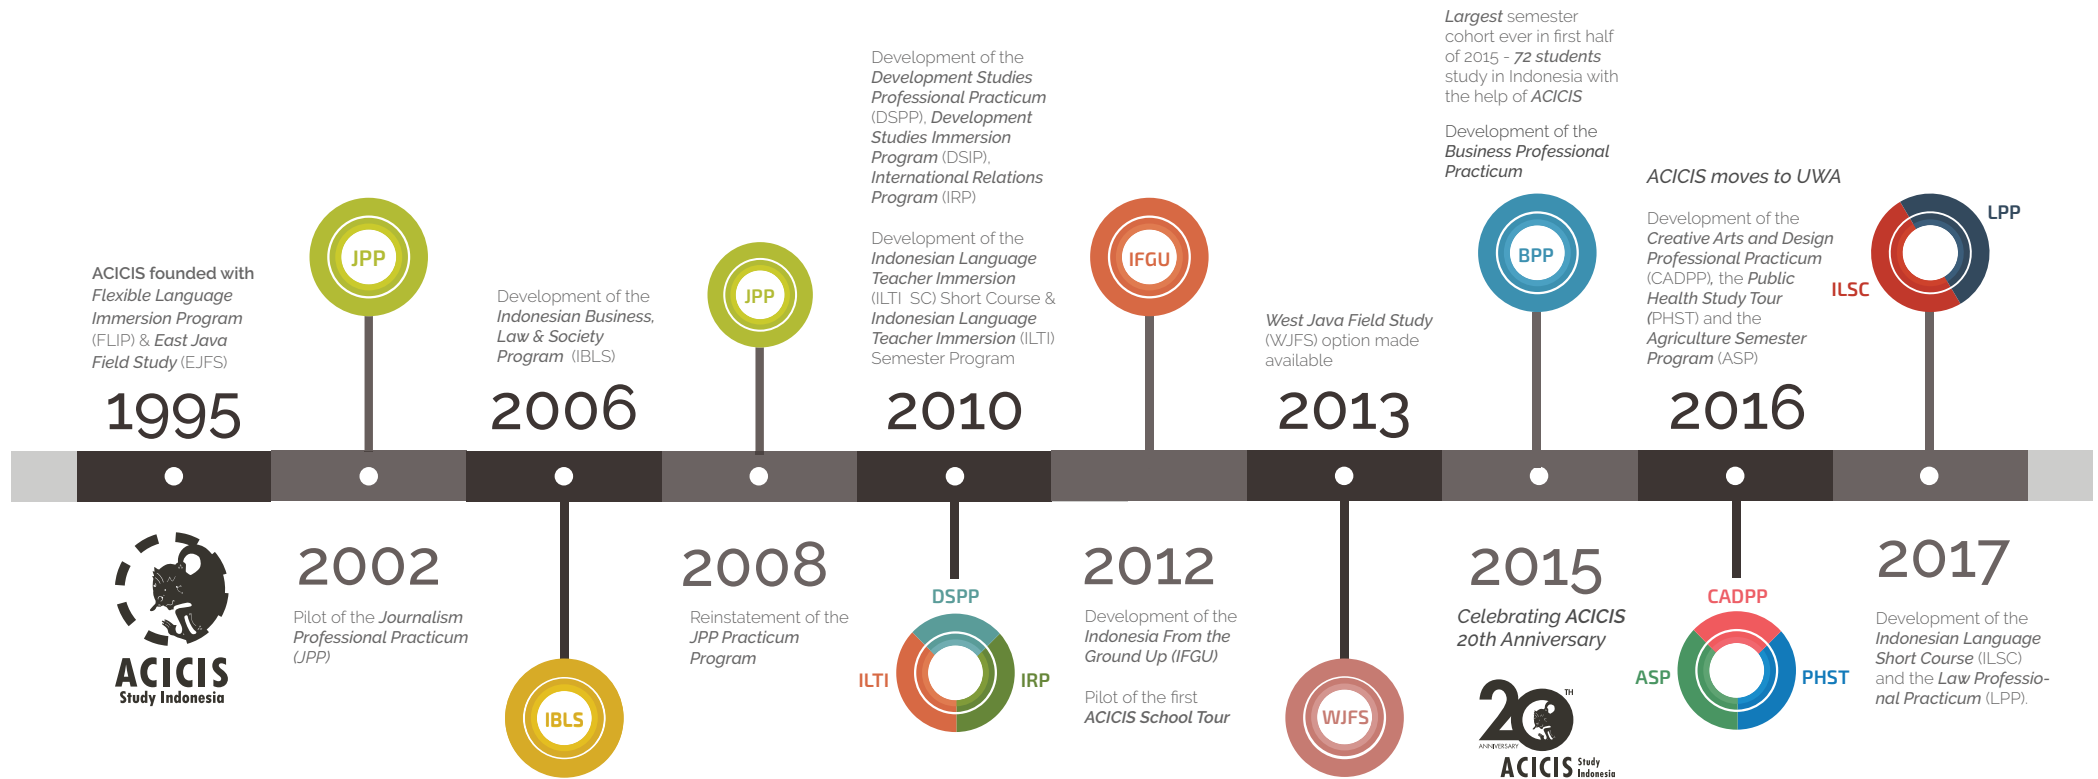 ACICIS founded with
Flexible Language
Immersion Program
(FLIP) & East Java
Field Study (EJFS)
1995
ACICIS
Study Indonesia
JPP
2002
Pilot of the Journalism
Professional Practicum
(JPP)
Development of the
Indonesian Business,
Law & Society
Program (IBLS)
2006
IBLS
JPP
2008
Reinstatement of the
JPP Practicum
Program
Development of the
Development Studies
Professional Practicum
(DSPP), Development
Studies Immersion
Program (DSIP),
International Relations
Program (IRP)
Development of the
Indonesian Language
Teacher Immersion
(ILTI SC) Short Course &
Indonesian Language
Teacher Immersion (ILTI)
Semester Program
2010
DSPP
ILTI
IRP
IFGU
2012
Development of the
Indonesia From the
Ground Up (IFGU)
Pilot of the first
ACICIS School Tour
West Java Field Study
(WJFS) option made
available
2013
WJFS
Largest semester
cohort ever in first half
of 2015 - 72 students
study in Indonesia with
the help of ACICIS
Development of the
Business Professional
Practicum
BPP
2015
Celebrating ACICIS
20th Anniversary
20 TH
ANNIVERSARY
ACICIS Study
Indonesia
ACICIS moves to UWA
Development of the
Creative Arts and Design
Professional Practicum
(CADPP), the Public
Health Study Tour
(PHST) and the
Agriculture Semester
Program (ASP)
2016
CADPP
ASP
PHST
LPP
ILSC
2017
Development of the
Indonesian Language
Short Course (ILSC)
and the Law Professio-
nal Practicum (LPP).